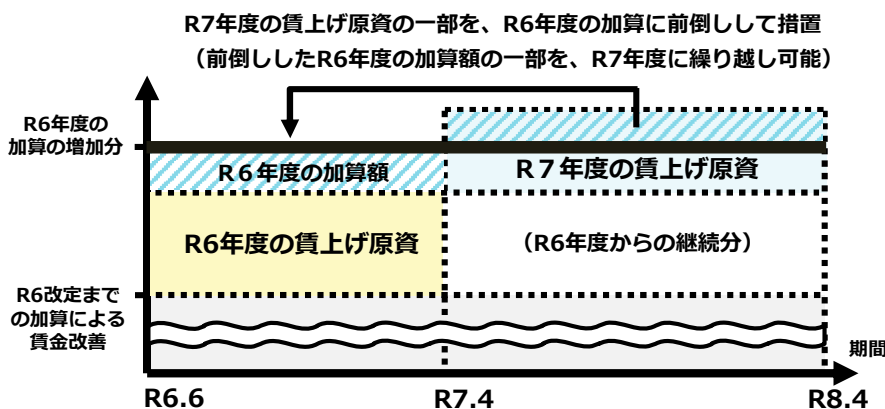 R7年度の賃上げ原資の一部を、R6年度の加算に前倒しして措置
（前倒ししたR6年度の加算額の一部を、R7年度に繰り越し可能）
R6年度の
加算の増加分
R６年度の加算額
R７年度の賃上げ原資
R6年度の賃上げ原資
（R6年度からの継続分）
R6改定まで
の加算による
賃金改善
期間
R6.6
R7.4
R8.4